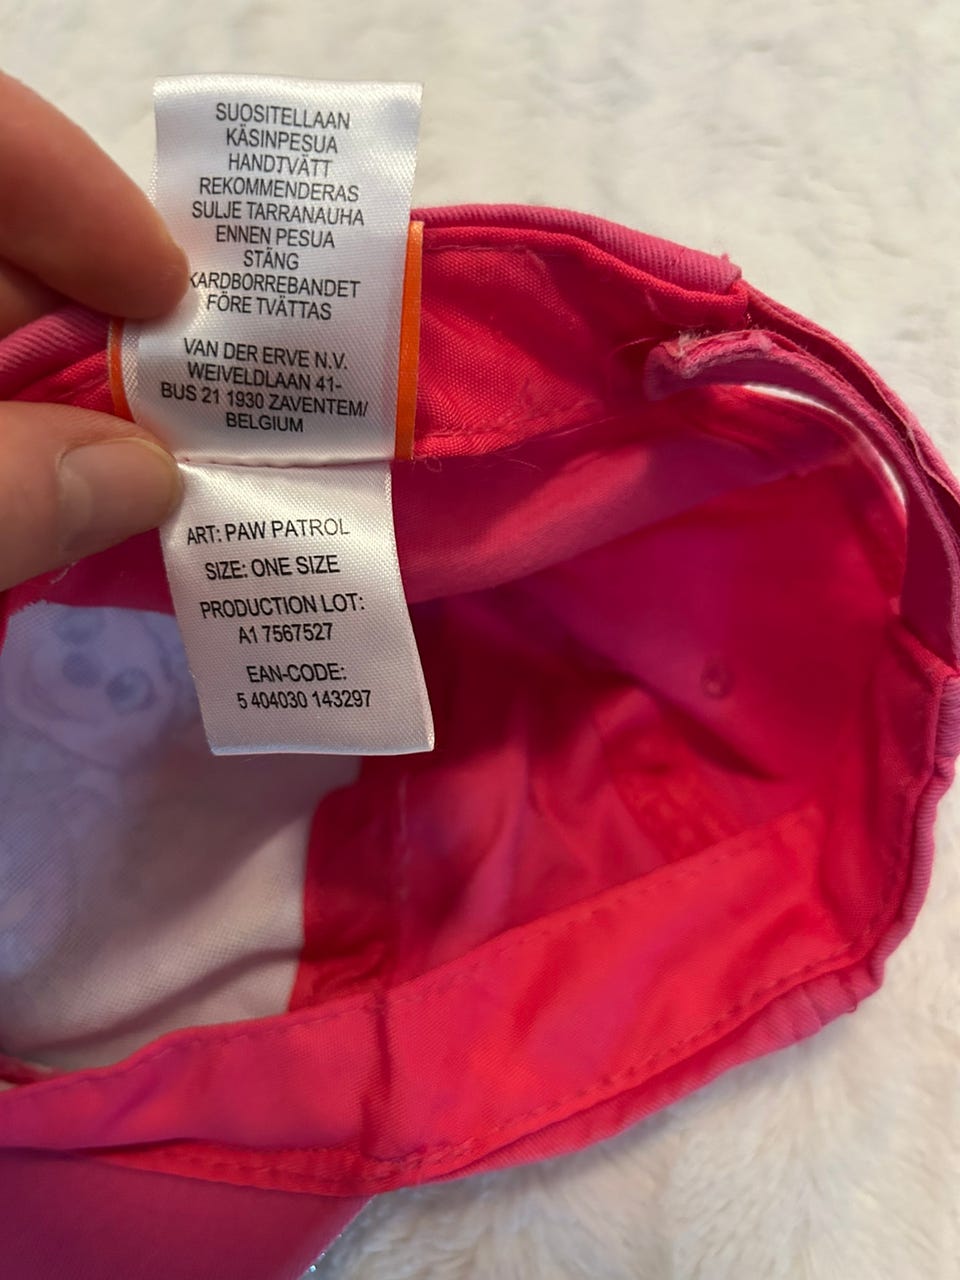 SUOSITELLAAN
KÄSINPESUA
HANDTVÄTT
REKOMMENDERAS
SULJE TARRANAUHA
ENNEN PESUA
STÄNG
KARDBORREBANDET
FÖRE TVÄTTAS
VAN DER ERVE N.V.
WEIVELDLAAN 41-
BUS 21 1930 ZAVENTEM/
BELGIUM
ART: PAW PATROL
SIZE: ONE SIZE
PRODUCTION LOT:
A1 7567527
EAN-CODE:
5 404030 143297